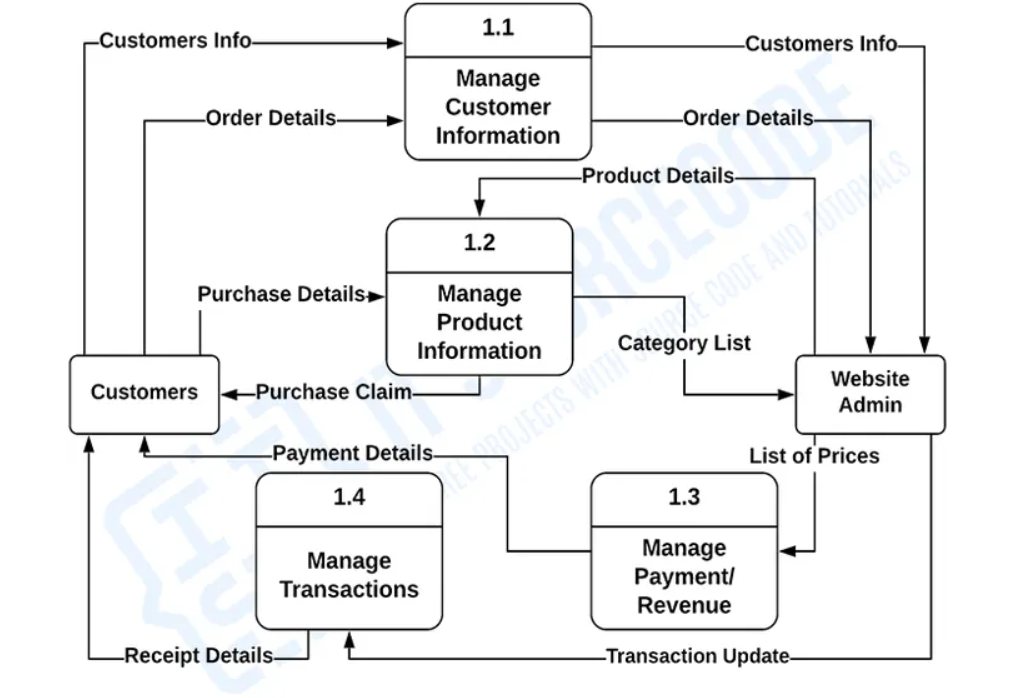 1.1
Customers Info
Customers Info
Manage
Customer
Information
Order Details
Order Details
Product Details
1.2
Purchase Details
Manage
Product
Information
Category List
Customers
Purchase Claim
Website
Admin
Payment Details
List of Prices
1.4
1.3
Manage
Transactions
Manage
Payment/
Revenue
Receipt Details
Transaction Update
IT SOURCECODE
FREE PROJECTS WITH SOURCE CODE AND TUTORIALS